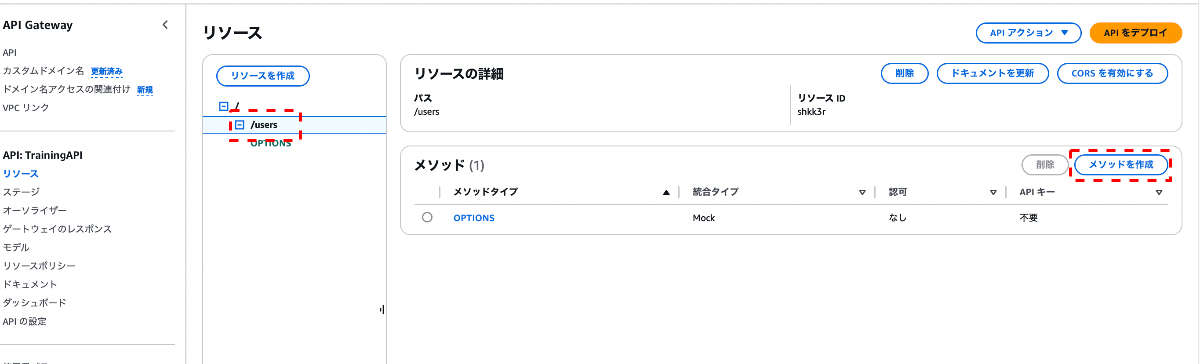 API Gateway
API
カスタムドメイン名 更新済み
ドメイン名アクセスの関連付け 新規
VPC リンク
API: TrainingAPI
リソース
ステージ
オーソライザー
ゲートウェイのレスポンス
モデル
リソースポリシー
ドキュメント
ダッシュボード
API の設定
リソース
API アクション
API をデプロイ
リソースを作成
/
/users
OPTIONS
リソースの詳細
削除
ドキュメントを更新
CORS を有効にする
パス
/users
リソース ID
shkk3r
メソッド (1)
削除
メソッドを作成
メソッドタイプ 統合タイプ 認可 API キー
OPTIONS Mock なし 不要